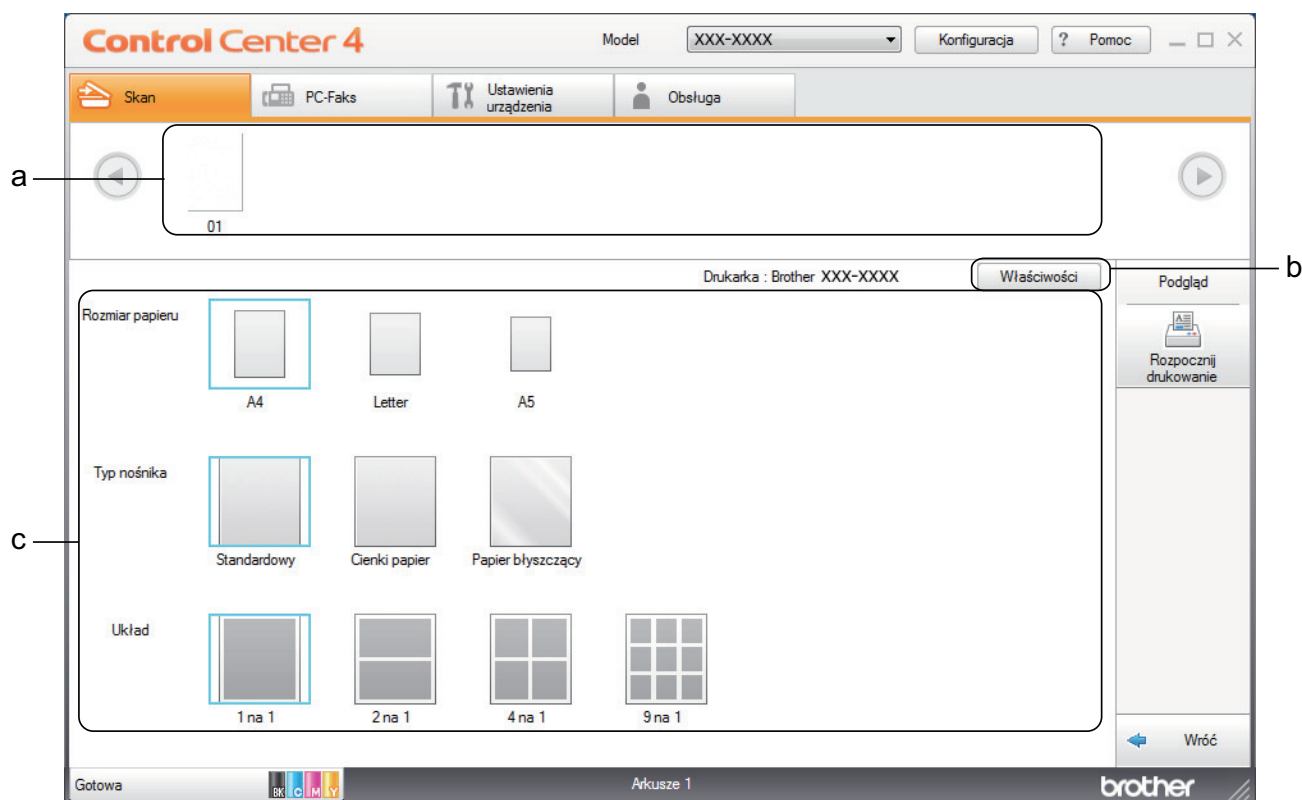 Control Center 4
Model
XXX-XXXX
Konfiguracja
? Pomoc
Skan
PC-Faks
Ustawienia
urządzenia
Obsługa
a
01
Drukarka : Brother XXX-XXXX
Właściwości
b
Podgląd
Rozpocznij
drukowanie
c
Rozmiar papieru
A4
Letter
A5
Typ nośnika
Standardowy
Cienki papier
Papier błyszczący
Układ
1 na 1
2 na 1
4 na 1
9 na 1
Wróć
Gotowa
BK C M Y
Arkusze 1
brother